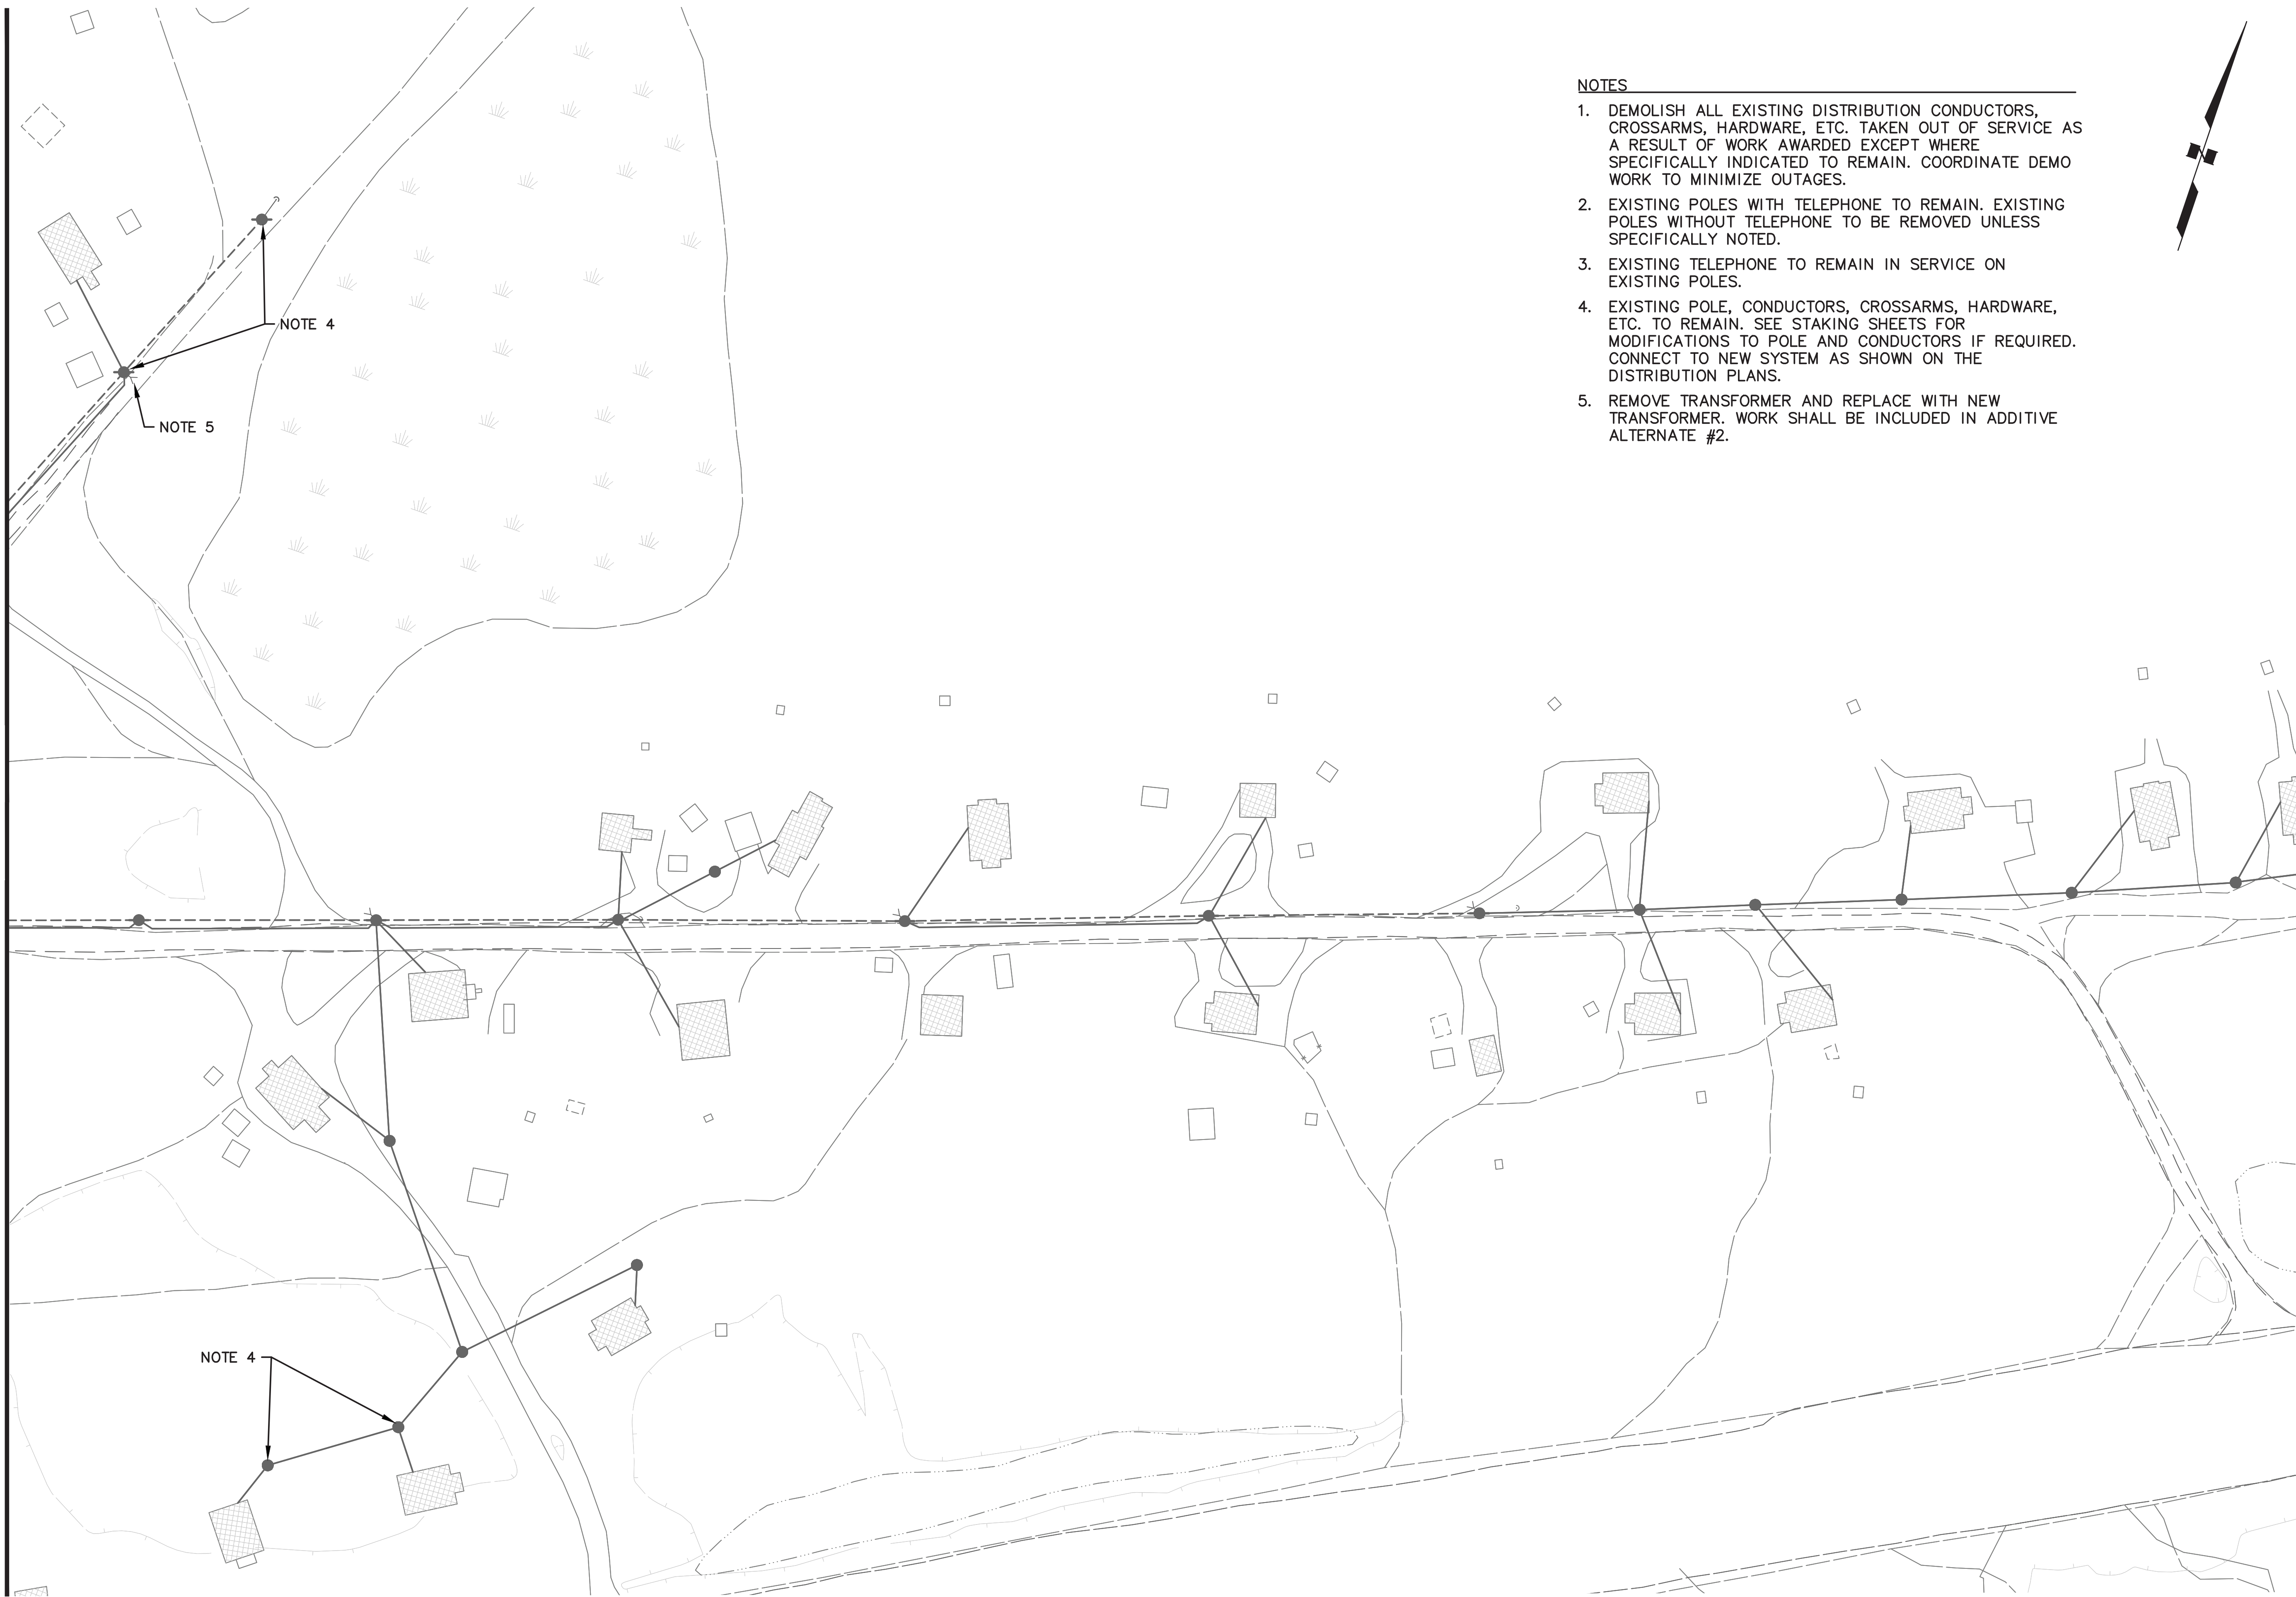 NOTES
1. DEMOLISH ALL EXISTING DISTRIBUTION CONDUCTORS,
CROSSARMS, HARDWARE, ETC. TAKEN OUT OF SERVICE AS
A RESULT OF WORK AWARDED EXCEPT WHERE
SPECIFICALLY INDICATED TO REMAIN. COORDINATE DEMO
WORK TO MINIMIZE OUTAGES.
2. EXISTING POLES WITH TELEPHONE TO REMAIN. EXISTING
POLES WITHOUT TELEPHONE TO BE REMOVED UNLESS
SPECIFICALLY NOTED.
3. EXISTING TELEPHONE TO REMAIN IN SERVICE ON
EXISTING POLES.
4. EXISTING POLE, CONDUCTORS, CROSSARMS, HARDWARE,
ETC. TO REMAIN. SEE STAKING SHEETS FOR
MODIFICATIONS TO POLE AND CONDUCTORS IF REQUIRED.
CONNECT TO NEW SYSTEM AS SHOWN ON THE
DISTRIBUTION PLANS.
5. REMOVE TRANSFORMER AND REPLACE WITH NEW
TRANSFORMER. WORK SHALL BE INCLUDED IN ADDITIVE
ALTERNATE #2.
NOTE 4
NOTE 5
NOTE 4